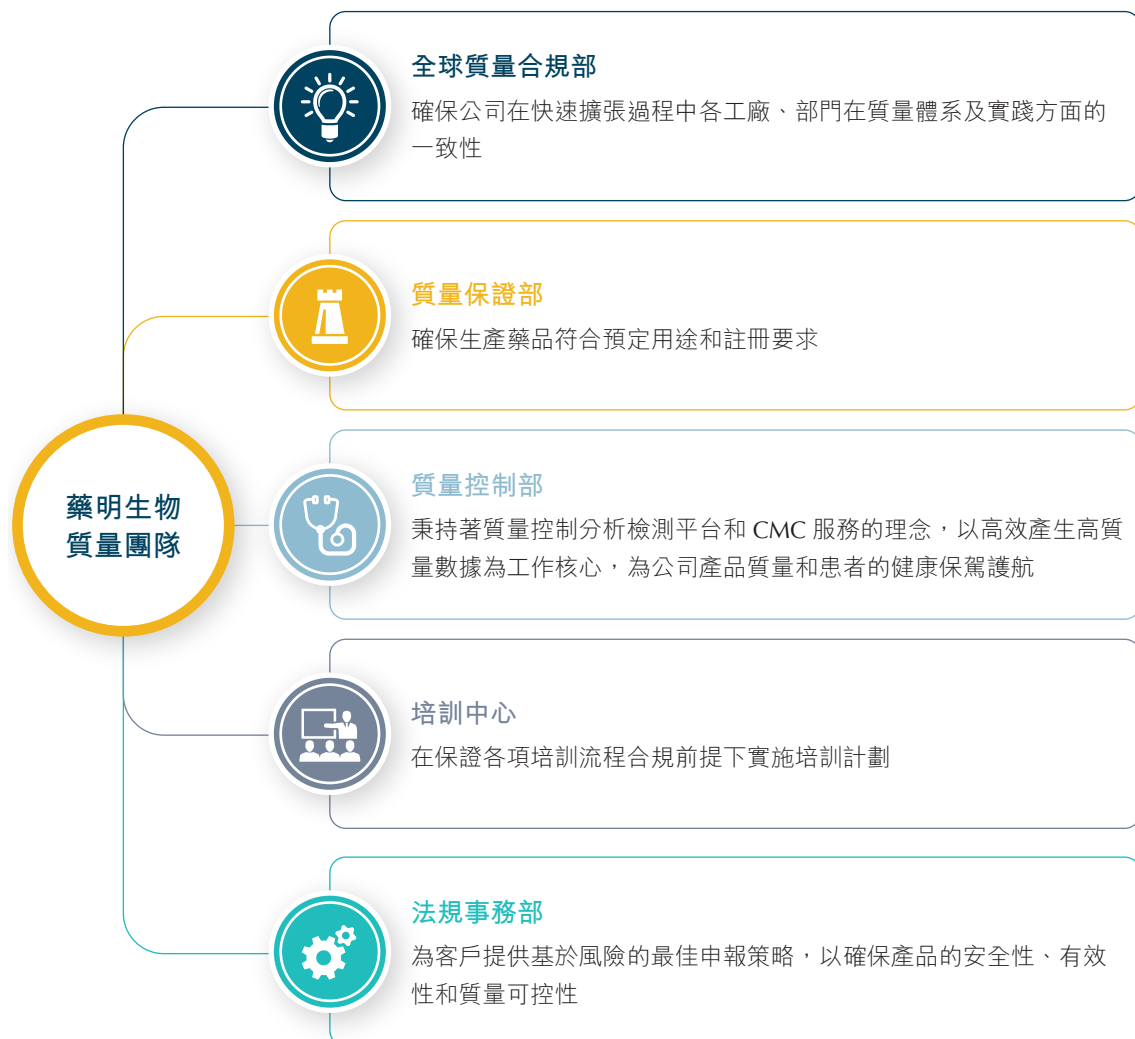 全球質量合規部
確保公司在快速擴張過程中各工廠、部門在質量體系及實踐方面的
一致性
質量保證部
確保生產藥品符合預定用途和註冊要求
藥明生物
質量團隊
質量控制部
秉持著質量控制分析檢測平台和 CMC 服務的理念，以高效產生高質
量數據為工作核心，為公司產品質量和患者的健康保駕護航
培訓中心
在保證各項培訓流程合規前提下實施培訓計劃
法規事務部
為客戶提供基於風險的最佳申報策略，以確保產品的安全性、有效
性和質量可控性